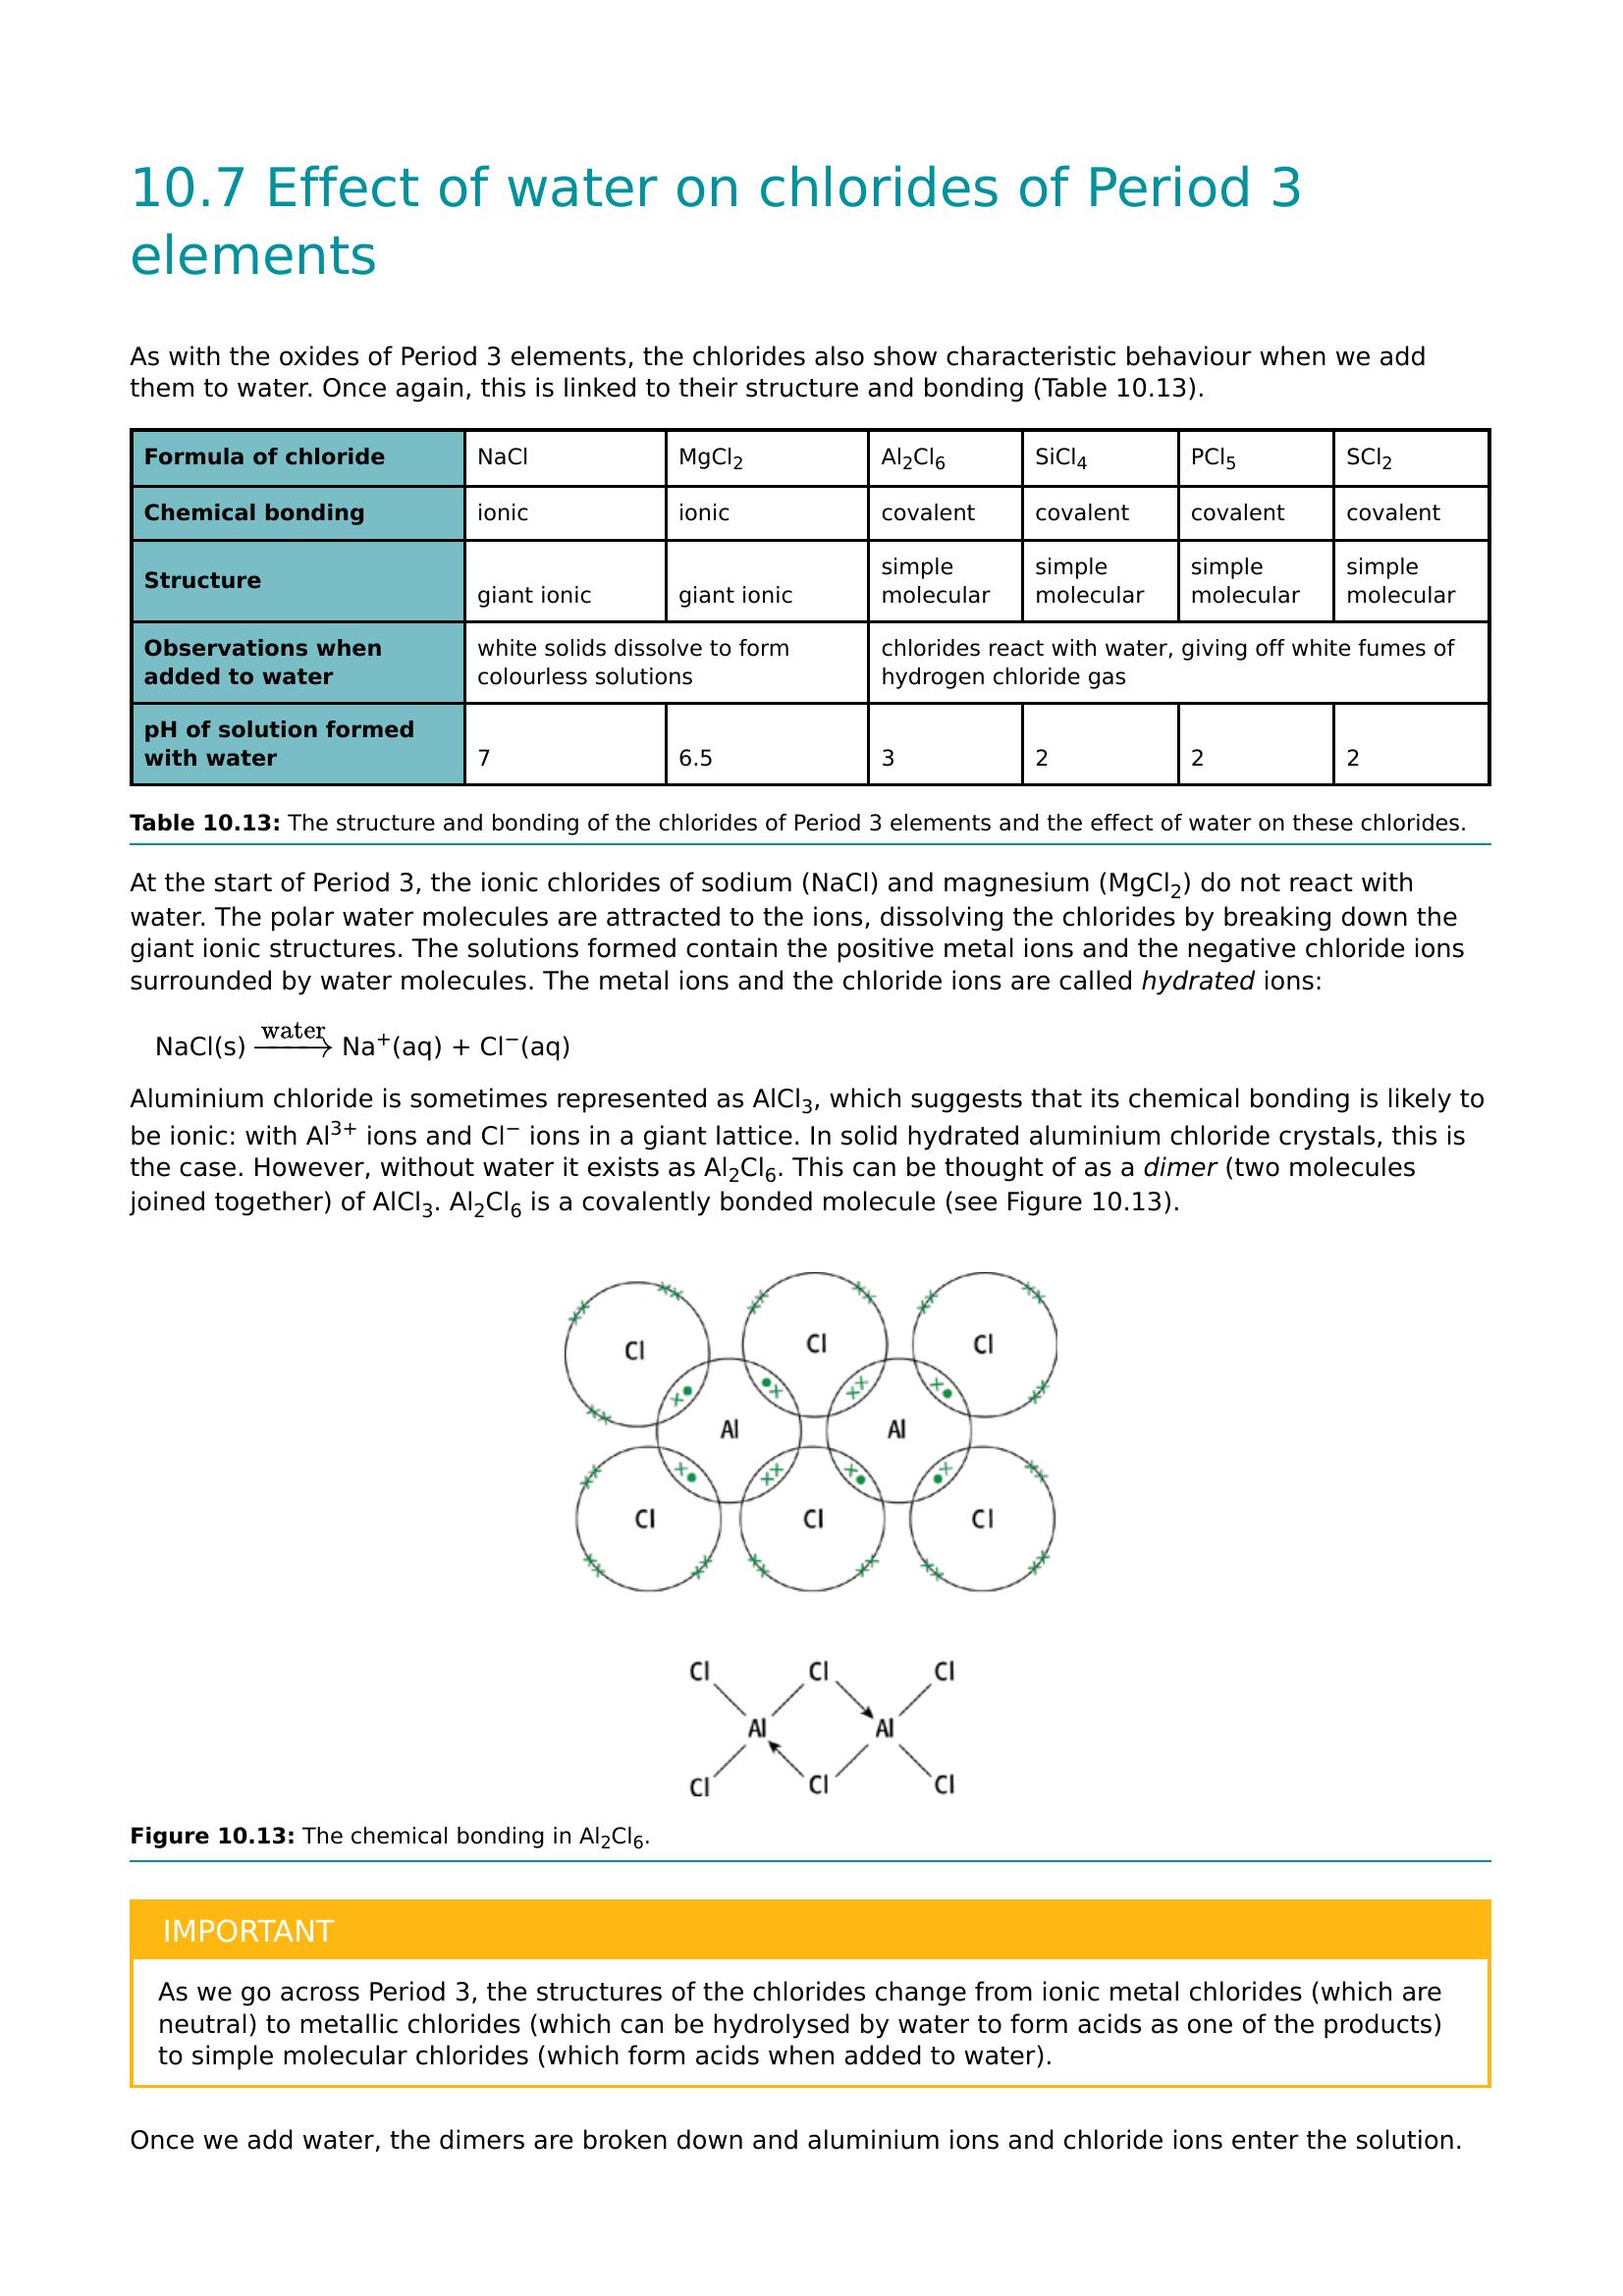 10.7 Effect of water on chlorides of Period 3
elements
As with the oxides of Period 3 elements, the chlorides also show characteristic behaviour when we add
them to water. Once again, this is linked to their structure and bonding (Table 10.13).
Formula of chloride NaCl MgCl₂ Al₂Cl₆ SiCl₄ PCl₅ SCl₂
Chemical bonding ionic ionic covalent covalent covalent covalent
Structure giant ionic giant ionic simple molecular simple molecular simple molecular simple molecular
Observations when added to water white solids dissolve to form colourless solutions chlorides react with water, giving off white fumes of hydrogen chloride gas
pH of solution formed with water 7 6.5 3 2 2 2
Table 10.13: The structure and bonding of the chlorides of Period 3 elements and the effect of water on these chlorides.
At the start of Period 3, the ionic chlorides of sodium (NaCl) and magnesium (MgCl₂) do not react with
water. The polar water molecules are attracted to the ions, dissolving the chlorides by breaking down the
giant ionic structures. The solutions formed contain the positive metal ions and the negative chloride ions
surrounded by water molecules. The metal ions and the chloride ions are called hydrated ions:
water
NaCl(s) ⟶ Na⁺(aq) + Cl⁻(aq)
Aluminium chloride is sometimes represented as AlCl₃, which suggests that its chemical bonding is likely to
be ionic: with Al³⁺ ions and Cl⁻ ions in a giant lattice. In solid hydrated aluminium chloride crystals, this is
the case. However, without water it exists as Al₂Cl₆. This can be thought of as a dimer (two molecules
joined together) of AlCl₃. Al₂Cl₆ is a covalently bonded molecule (see Figure 10.13).
Cl Cl Cl
Al Al
Cl Cl Cl
Cl Cl Cl
Al Al
Cl Cl Cl
Figure 10.13: The chemical bonding in Al₂Cl₆.
IMPORTANT
As we go across Period 3, the structures of the chlorides change from ionic metal chlorides (which are
neutral) to metallic chlorides (which can be hydrolysed by water to form acids as one of the products)
to simple molecular chlorides (which form acids when added to water).
Once we add water, the dimers are broken down and aluminium ions and chloride ions enter the solution.